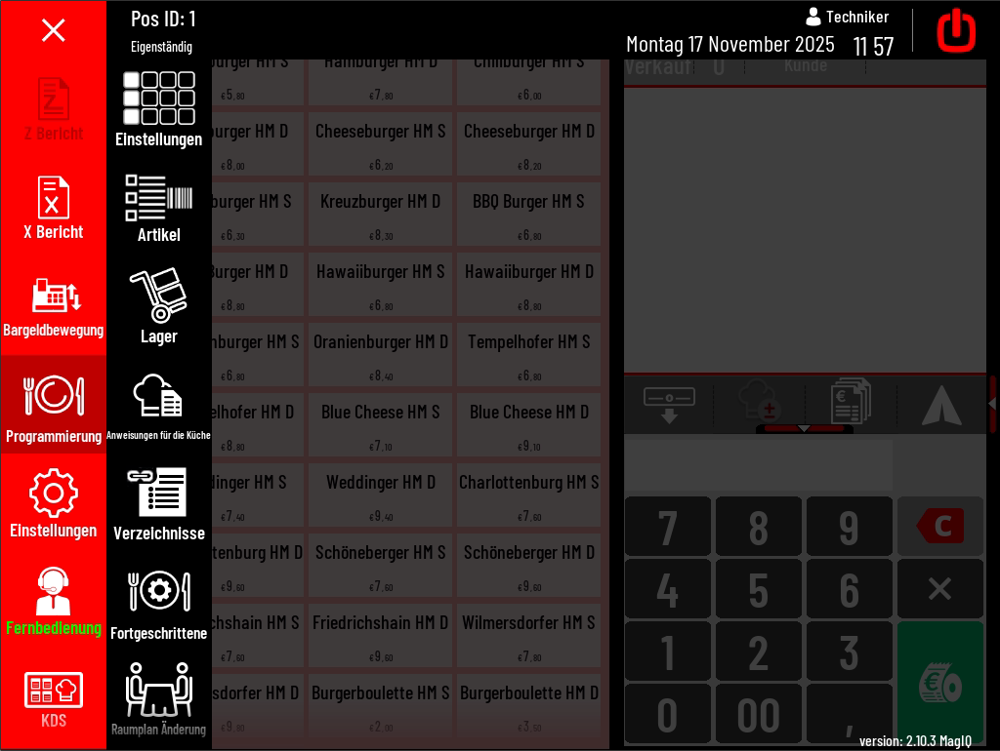 Pos ID: 1
Eigenständig
Techniker
Montag 17 November 2025
11 57
Z Bericht
X Bericht
Bargeldbewegung
Programmierung
Einstellungen
Fernbedienung
KDS
Einstellungen
Artikel
Lager
Anweisungen für die Küche
Verzeichnisse
Fortgeschrittene
Raumplan Änderung
burger HM S
Hamburger HM D
Chiliburger HM S
€5,80
€7,80
€6,00
urger HM D
Cheeseburger HM S
Cheeseburger HM D
€8,00
€6,20
€8,20
burger HM S
Kreuzburger HM D
BBQ Burger HM S
€6,30
€8,30
€6,80
Burger HM D
Hawaiiburger HM S
Hawaiiburger HM D
€8,80
€6,80
€8,80
nburger HM S
Oranienburger HM D
Tempelhofer HM S
€6,80
€8,40
€6,80
elhofer HM D
Blue Cheese HM S
Blue Cheese HM D
€8,80
€7,10
€9,10
dinger HM S
Weddinger HM D
Charlottenburg HM S
€7,40
€9,40
€7,60
tenburg HM D
Schöneberger HM S
Schöneberger HM D
€9,60
€7,60
€9,60
chshain HM S
Friedrichshain HM D
Wilmersdorfer HM S
€7,60
€9,60
€7,80
sdorfer HM D
Burgerboulette HM S
Burgerboulette HM D
€9,80
€2,00
€3,50
Verkauf
0
Kunde
7
8
9
C
4
5
6
1
2
3
0
00
,
version: 2.10.3 MagIQ